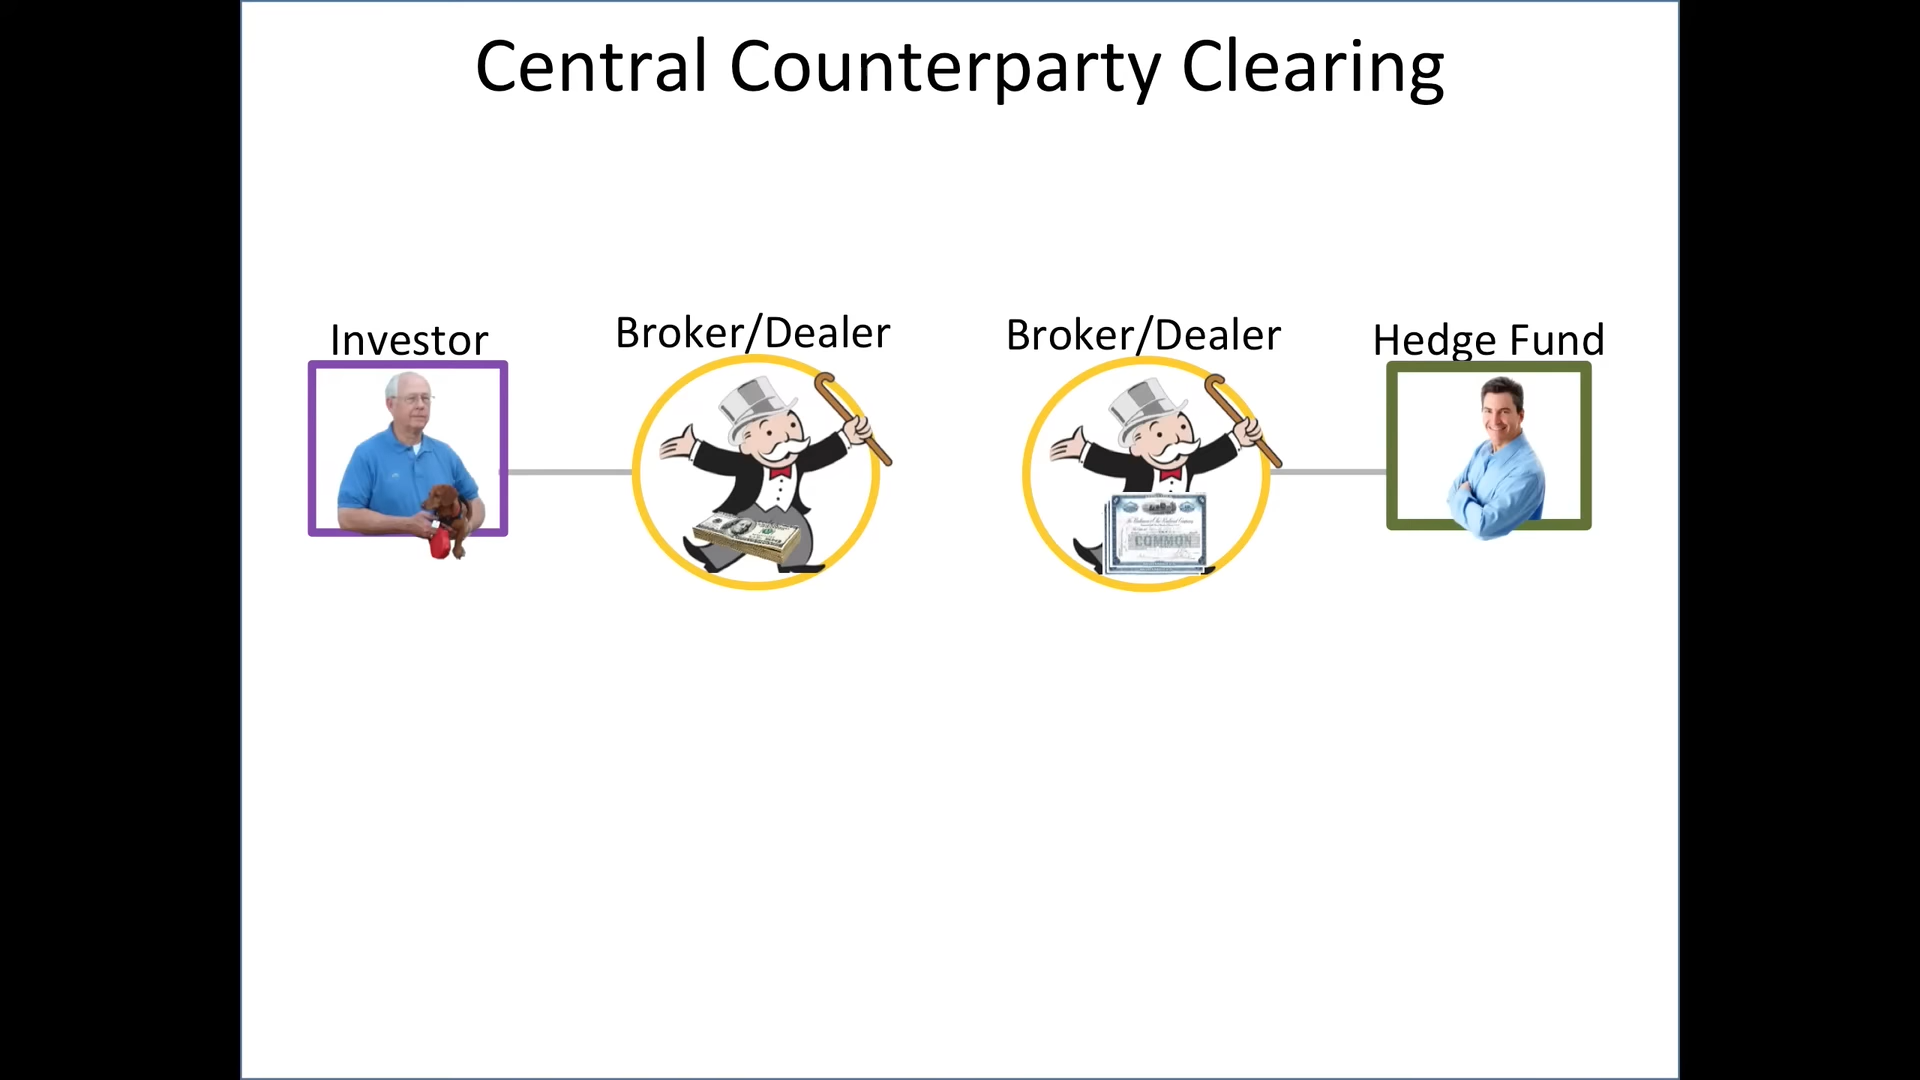 Central Counterparty Clearing
Investor
Broker/Dealer
Broker/Dealer
Hedge Fund
COMMON